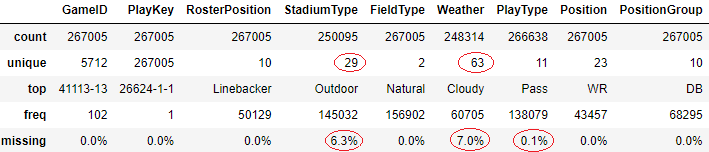 GameID PlayKey RosterPosition StadiumType FieldType Weather PlayType Position PositionGroup
count 267005 267005 267005 250095 267005 248314 266638 267005 267005
unique 5712 267005 10 29 2 63 11 23 10
top 41113-13 26624-1-1 Linebacker Outdoor Natural Cloudy Pass WR DB
freq 102 1 50129 145032 156902 60705 138079 43457 68295
missing 0.0% 0.0% 0.0% 6.3% 0.0% 7.0% 0.1% 0.0% 0.0%